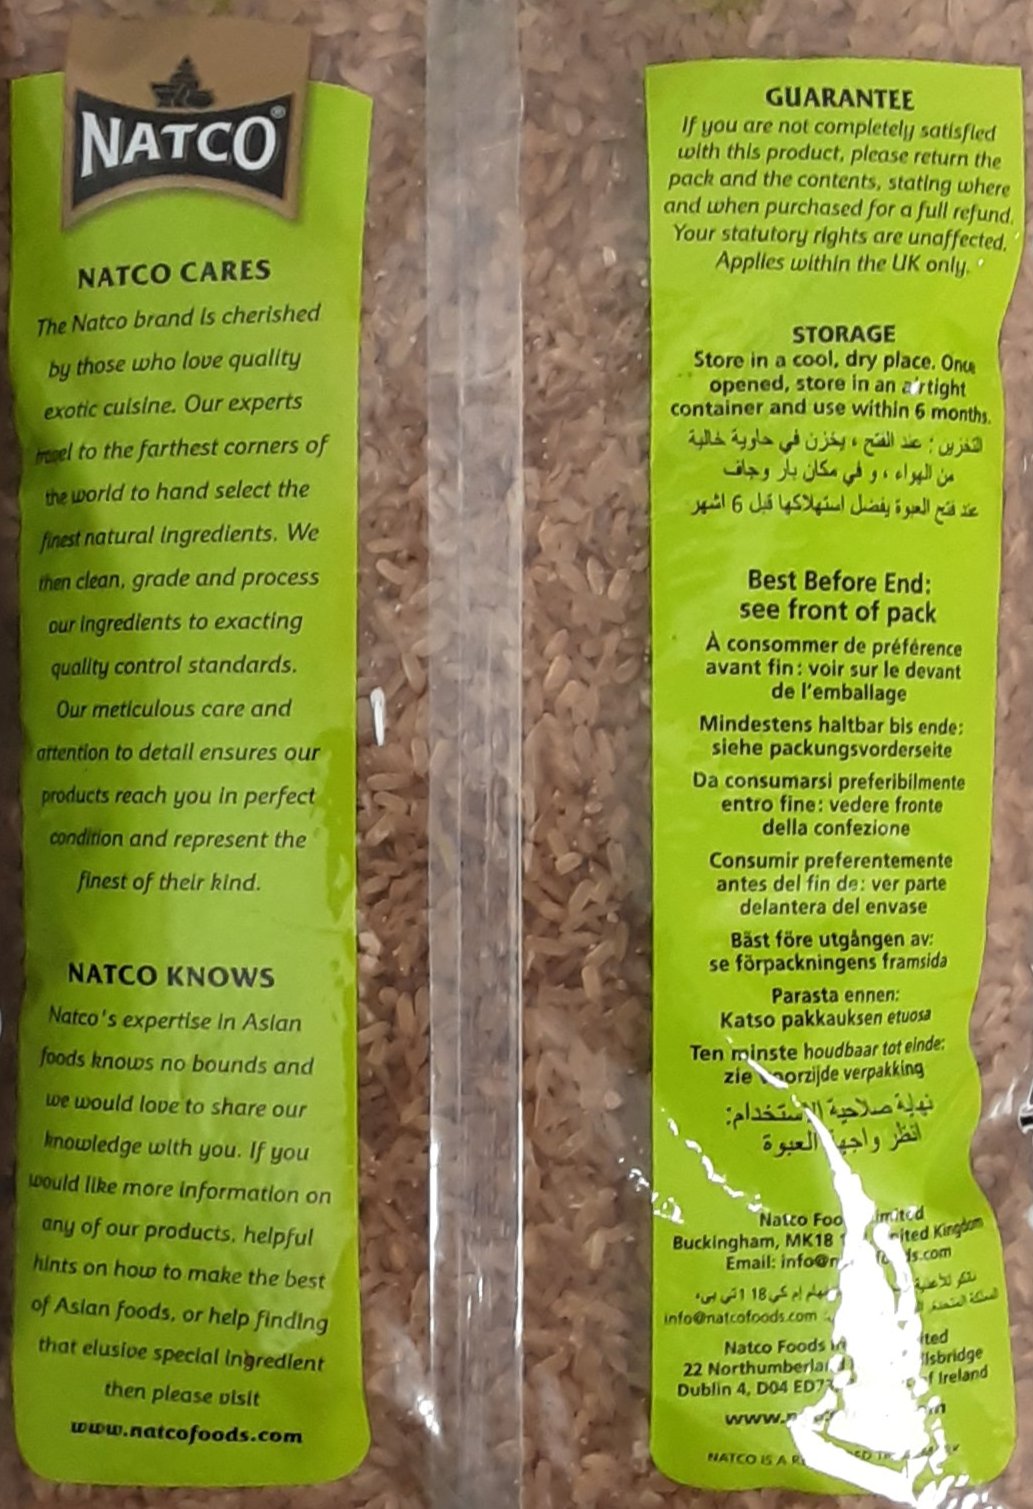 NATCO®
NATCO CARES
The Natco brand is cherished
by those who love quality
exotic cuisine. Our experts
travel to the farthest corners of
the world to hand select the
finest natural ingredients. We
then clean, grade and process
our ingredients to exacting
quality control standards.
Our meticulous care and
attention to detail ensures our
products reach you in perfect
condition and represent the
finest of their kind.
NATCO KNOWS
Natco's expertise in Asian
foods knows no bounds and
we would love to share our
knowledge with you. If you
would like more information on
any of our products, helpful
hints on how to make the best
of Asian foods, or help finding
that elusive special ingredient
then please visit
www.natcofoods.com
GUARANTEE
If you are not completely satisfied
with this product, please return the
pack and the contents, stating where
and when purchased for a full refund.
Your statutory rights are unaffected.
Applies within the UK only.
STORAGE
Store in a cool, dry place. Once
opened, store in an airtight
container and use within 6 months.
التخزين : عند الفتح ، يخزن في حاوية خالية
من الهواء ، و في مكان بار وجاف
عند فتح العبوة يفضل استهلاكها قبل 6 اشهر
Best Before End:
see front of pack
À consommer de préférence
avant fin : voir sur le devant
de l'emballage
Mindestens haltbar bis ende:
siehe packungsvorderseite
Da consumarsi preferibilmente
entro fine: vedere fronte
della confezione
Consumir preferentemente
antes del fin de: ver parte
delantera del envase
Bäst före utgången av:
se förpackningens framsida
Parasta ennen:
Katso pakkauksen etuosa
Ten minste houdbaar tot einde:
zie voorzijde verpakking
نهاية صلاحية الإستخدام:
انظر واجهة العبوة
Natco
Buckingham, MK18 Kingdom
Email:
info@natcofoods.com
Natco Foods
22
Dublin 4, D04 Ireland
NATCO IS A